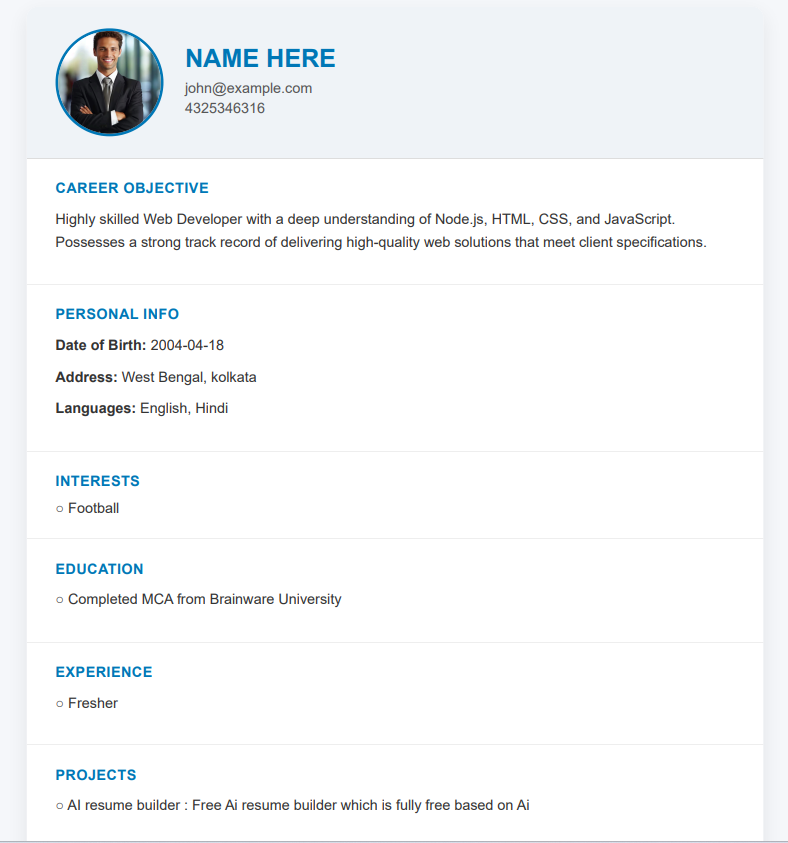 NAME HERE
john@example.com
4325346316
CAREER OBJECTIVE
Highly skilled Web Developer with a deep understanding of Node.js, HTML, CSS, and JavaScript.
Possesses a strong track record of delivering high-quality web solutions that meet client specifications.
PERSONAL INFO
Date of Birth: 2004-04-18
Address: West Bengal, kolkata
Languages: English, Hindi
INTERESTS
○ Football
EDUCATION
○ Completed MCA from Brainware University
EXPERIENCE
○ Fresher
PROJECTS
○ AI resume builder : Free Ai resume builder which is fully free based on Ai